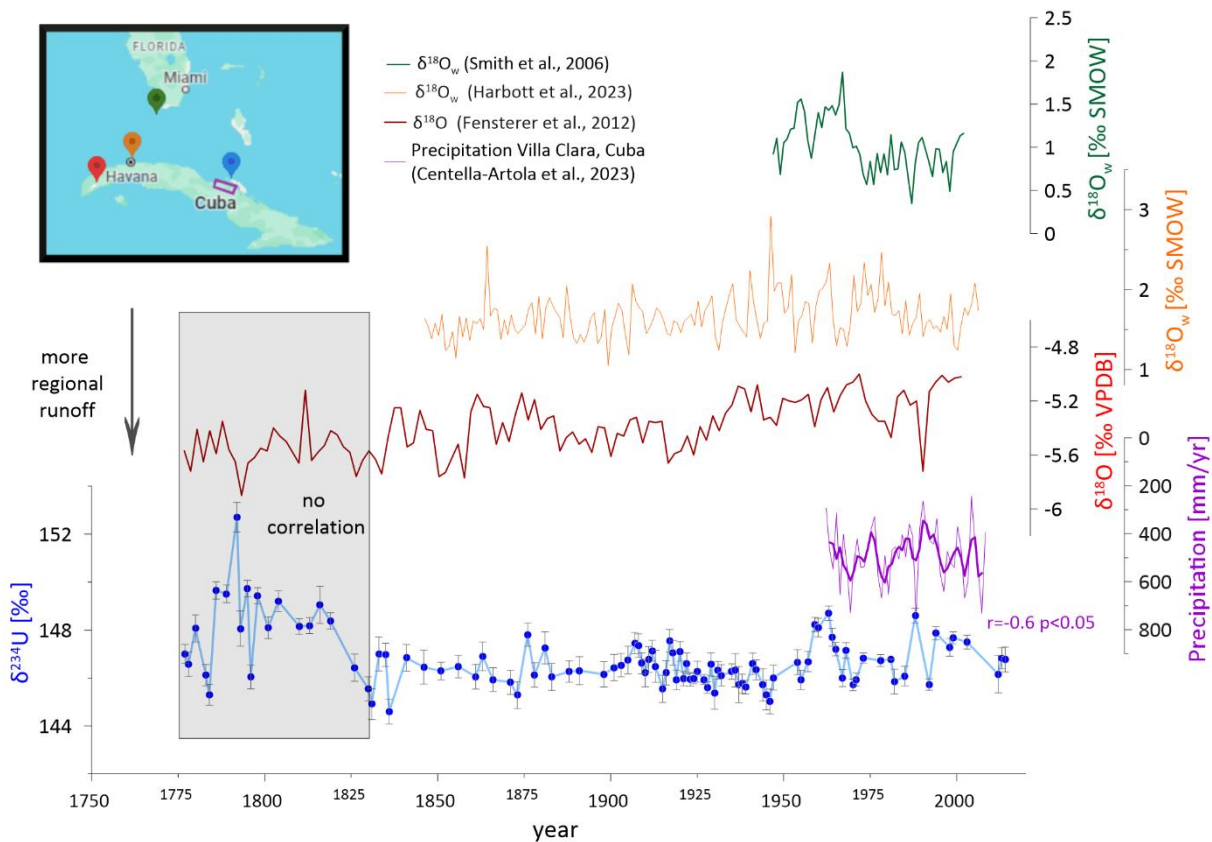 FLORIDA
Miami
Havana
Cuba
δ¹⁸Ow (Smith et al., 2006)
δ¹⁸Ow (Harbott et al., 2023)
δ¹⁸O (Fensterer et al., 2012)
Precipitation Villa Clara, Cuba
(Centella-Artola et al., 2023)
2.5
2
1.5
1
0.5
0
δ¹⁸Ow [‰ SMOW]
3
2
1
δ¹⁸Ow [‰ SMOW]
-4.8
-5.2
-5.6
-6
δ¹⁸O [‰ VPDB]
0
200
400
600
800
Precipitation [mm/yr]
more
regional
runoff
no
correlation
r=-0.6 p<0.05
152
148
144
δ²³⁴U [‰]
1750
1775
1800
1825
1850
1875
1900
1925
1950
1975
2000
year